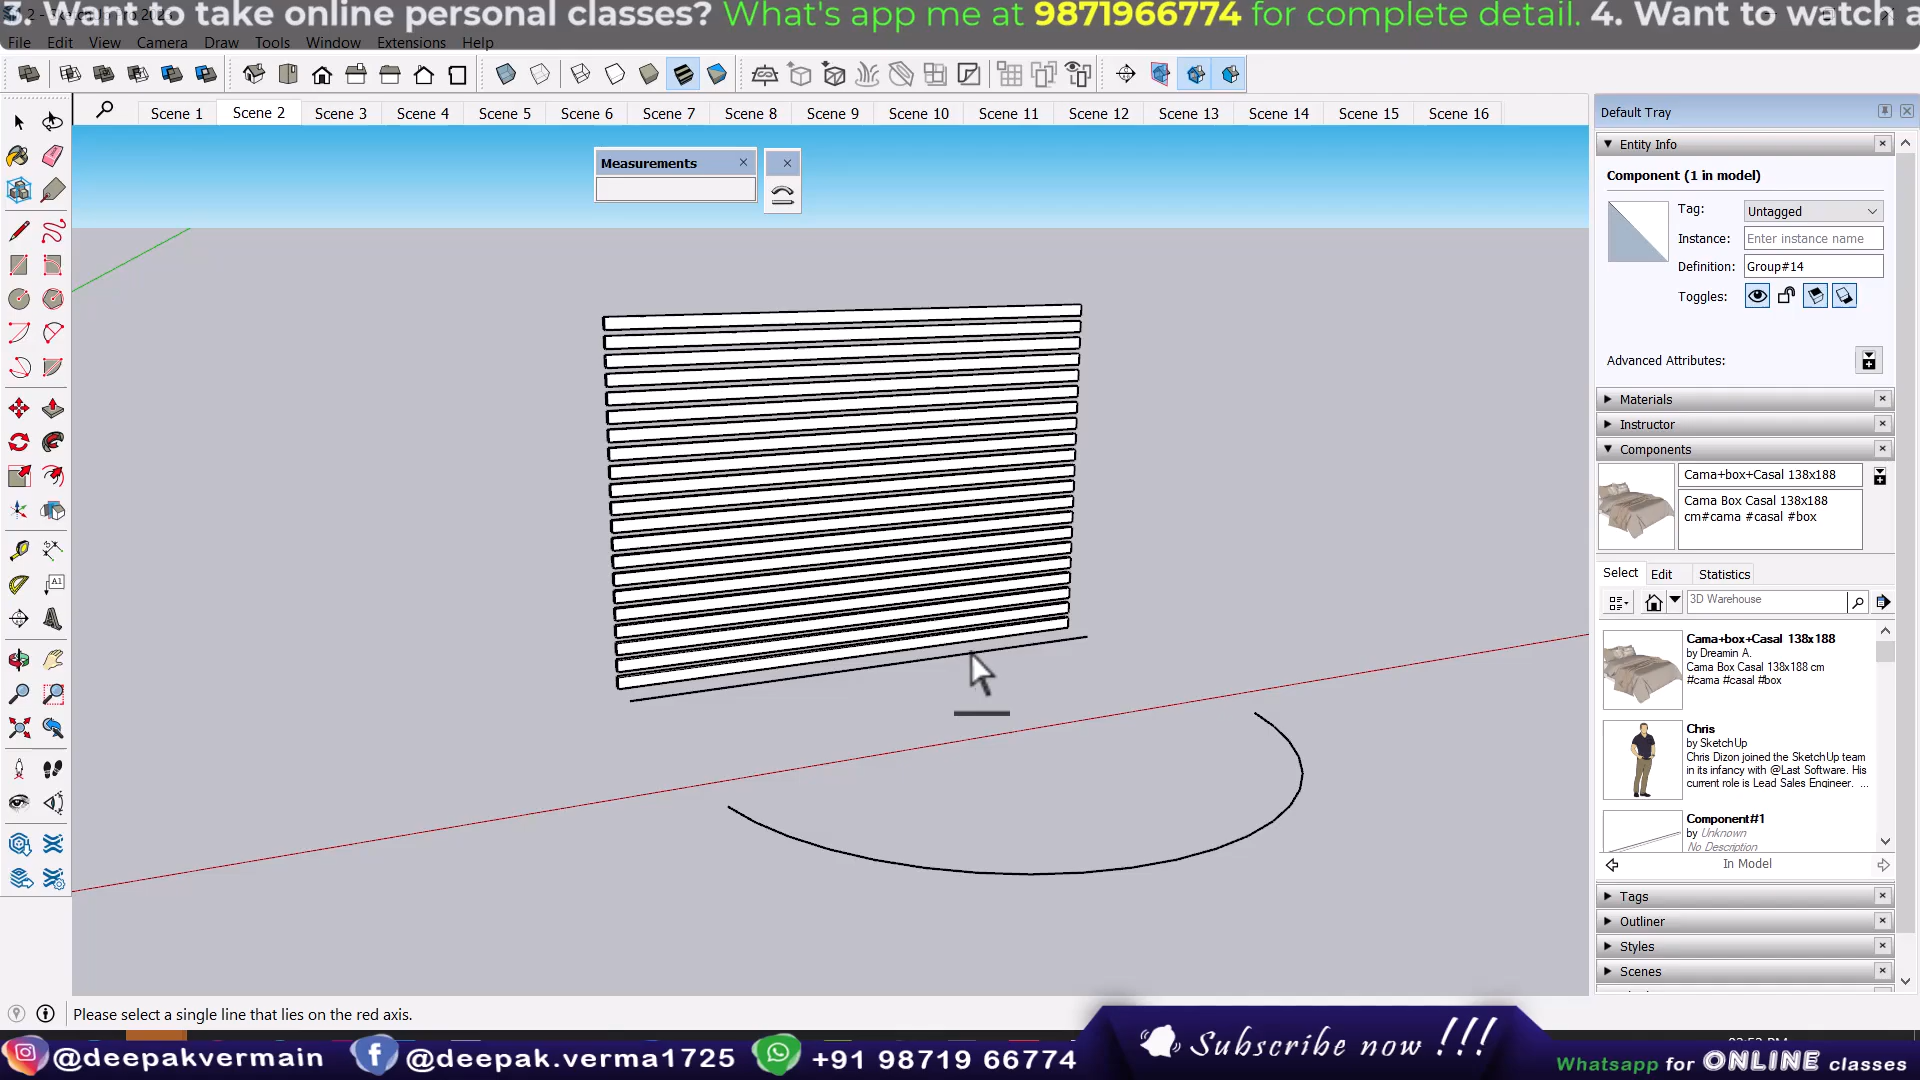 3. Want to take online personal classes? What's app me at 9871966774 for complete detail. 4. Want to watch a
File Edit View Camera Draw Tools Window Extensions Help
Scene 1 Scene 2 Scene 3 Scene 4 Scene 5 Scene 6 Scene 7 Scene 8 Scene 9 Scene 10 Scene 11 Scene 12 Scene 13 Scene 14 Scene 15 Scene 16
Measurements
Default Tray
Entity Info
Component (1 in model)
Tag: Untagged
Instance: Enter instance name
Definition: Group#14
Toggles:
Advanced Attributes:
Materials
Instructor
Components
Cama+box+Casal 138x188
Cama Box Casal 138x188
cm#cama #casal #box
Select Edit Statistics
3D Warehouse
Cama+box+Casal 138x188
by Dreamin A.
Cama Box Casal 138x188 cm
#cama #casal #box
Chris
by SketchUp
Chris Dizon joined the SketchUp team
in its infancy with @Last Software. His
current role is Lead Sales Engineer. ...
Component#1
by Unknown
No Description
In Model
Tags
Outliner
Styles
Scenes
A1
Please select a single line that lies on the red axis.
@deepakvermain @deepak.verma1725 +91 98719 66774
Subscribe now !!!
Whatsapp for ONLINE classes